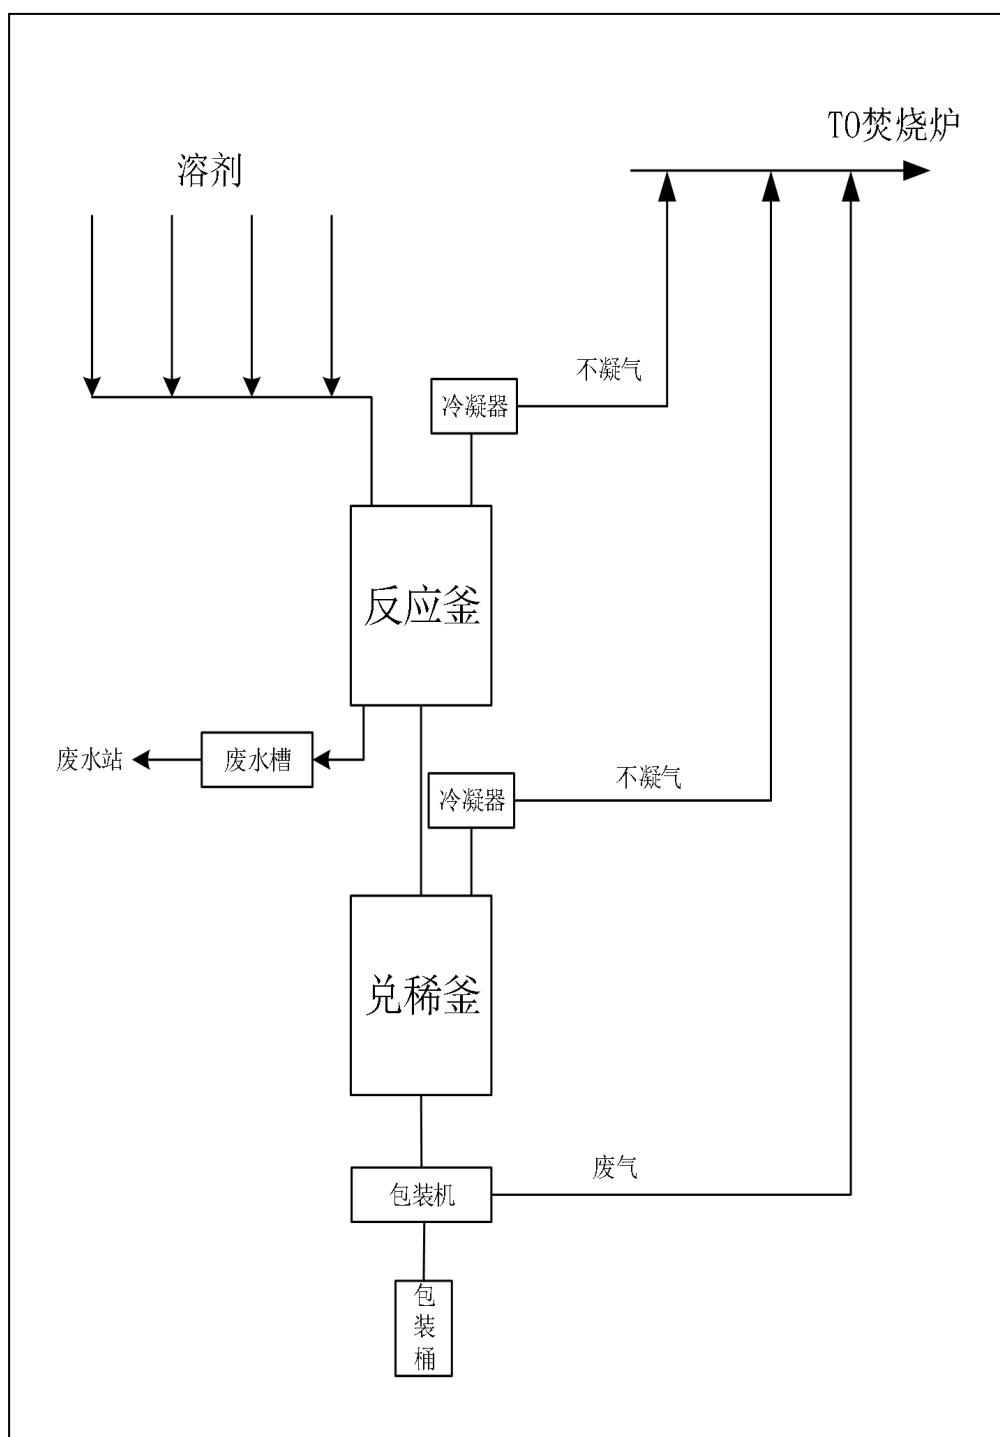 TO焚烧炉
溶剂
不凝气
冷凝器
反应釜
废水站
废水槽
不凝气
冷凝器
兑稀釜
废气
包装机
包
装
桶